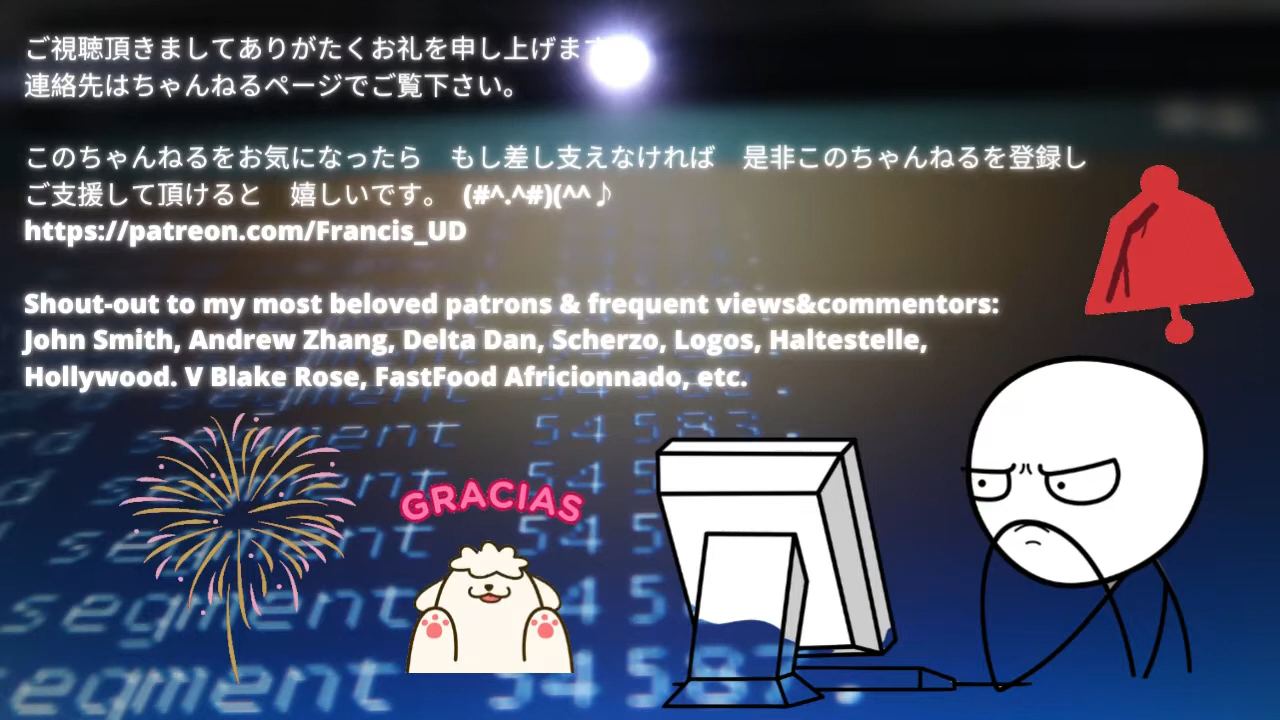 ご視聴頂きましてありがたくお礼を申し上げます
連絡先はちゃんねるページでご覧下さい。
このちゃんねるをお気になったら　もし差し支えなければ　是非このちゃんねるを登録し
ご支援して頂けると　嬉しいです。　(#^.^#)(^^♪
https://patreon.com/Francis_UD
Shout-out to my most beloved patrons & frequent views&commentors:
John Smith, Andrew Zhang, Delta Dan, Scherzo, Logos, Haltestelle,
Hollywood. V Blake Rose, FastFood Africionnado, etc.
segment 54583.
segment
segment
segment 4587.
GRACIAS